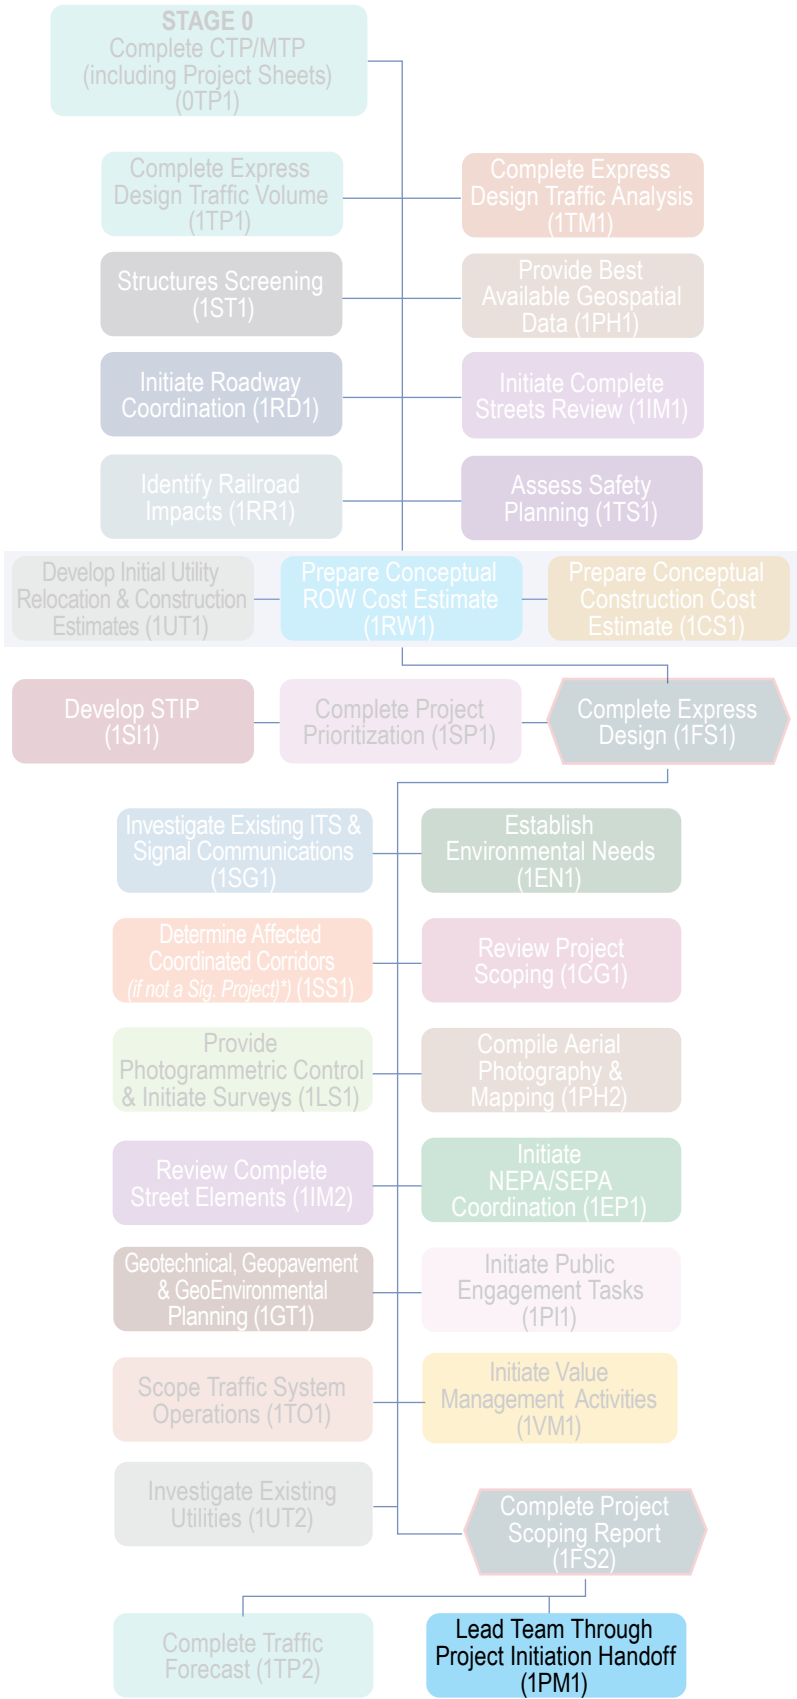 STAGE 0
Complete CTP/MTP
(including Project Sheets)
(0TP1)
Complete Express
Design Traffic Volume
(1TP1)
Complete Express
Design Traffic Analysis
(1TM1)
Structures Screening
(1ST1)
Provide Best
Available Geospatial
Data (1PH1)
Initiate Roadway
Coordination (1RD1)
Initiate Complete
Streets Review (1IM1)
Identify Railroad
Impacts (1RR1)
Assess Safety
Planning (1TS1)
Develop Initial Utility
Relocation & Construction
Estimates (1UT1)
Prepare Conceptual
ROW Cost Estimate
(1RW1)
Prepare Conceptual
Construction Cost
Estimate (1CS1)
Develop STIP
(1SI1)
Complete Project
Prioritization (1SP1)
Complete Express
Design (1FS1)
Investigate Existing ITS &
Signal Communications
(1SG1)
Establish
Environmental Needs
(1EN1)
Determine Affected
Coordinated Corridors
(if not a Sig. Project)*) (1SS1)
Review Project
Scoping (1CG1)
Provide
Photogrammetric Control
& Initiate Surveys (1LS1)
Compile Aerial
Photography &
Mapping (1PH2)
Review Complete
Street Elements (1IM2)
Initiate
NEPA/SEPA
Coordination (1EP1)
Geotechnical, Geopavement
& GeoEnvironmental
Planning (1GT1)
Initiate Public
Engagement Tasks
(1PI1)
Scope Traffic System
Operations (1TO1)
Initiate Value
Management Activities
(1VM1)
Investigate Existing
Utilities (1UT2)
Complete Project
Scoping Report
(1FS2)
Complete Traffic
Forecast (1TP2)
Lead Team Through
Project Initiation Handoff
(1PM1)